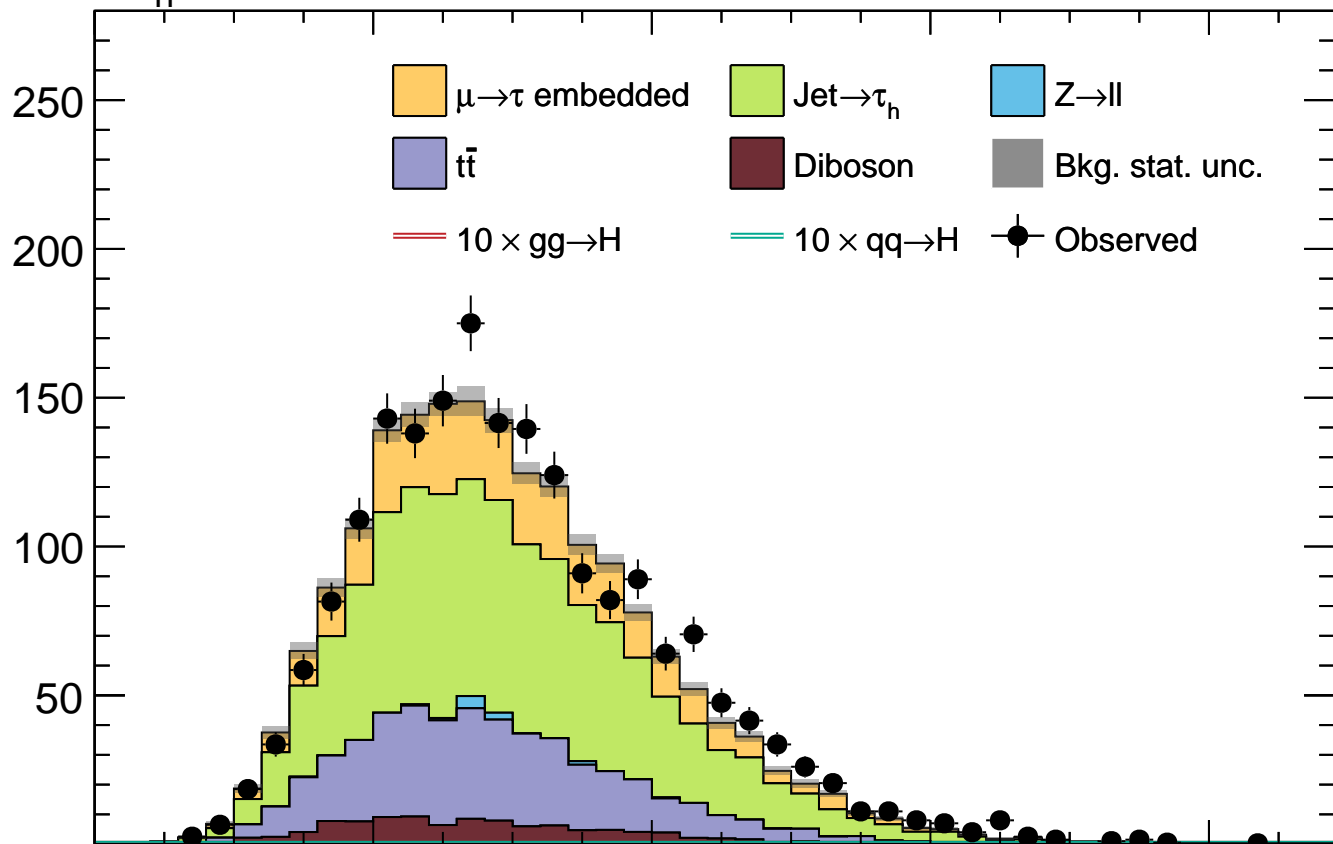 H
250
μ→τ embedded
Jet→τh
Z→ll
tt̄
Diboson
Bkg. stat. unc.
200
10 × gg→H
10 × qq→H
Observed
150
100
50